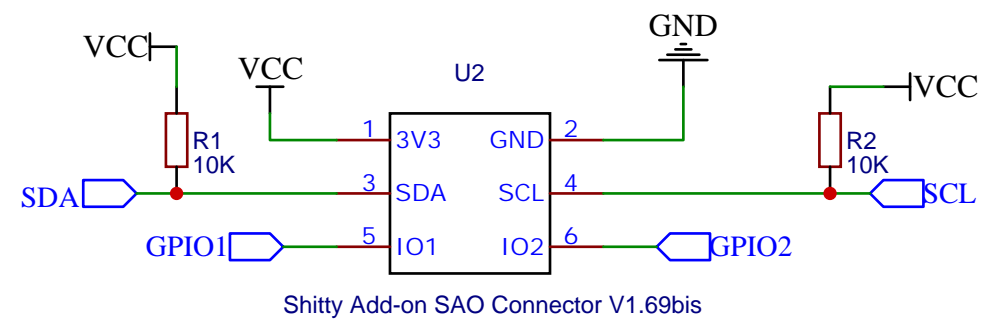 GND
VCC
VCC
U2
VCC
R1
10K
1
3V3
GND
2
R2
10K
SDA
3
SDA
SCL
4
SCL
GPIO1
5
IO1
IO2
6
GPIO2
Shitty Add-on SAO Connector V1.69bis